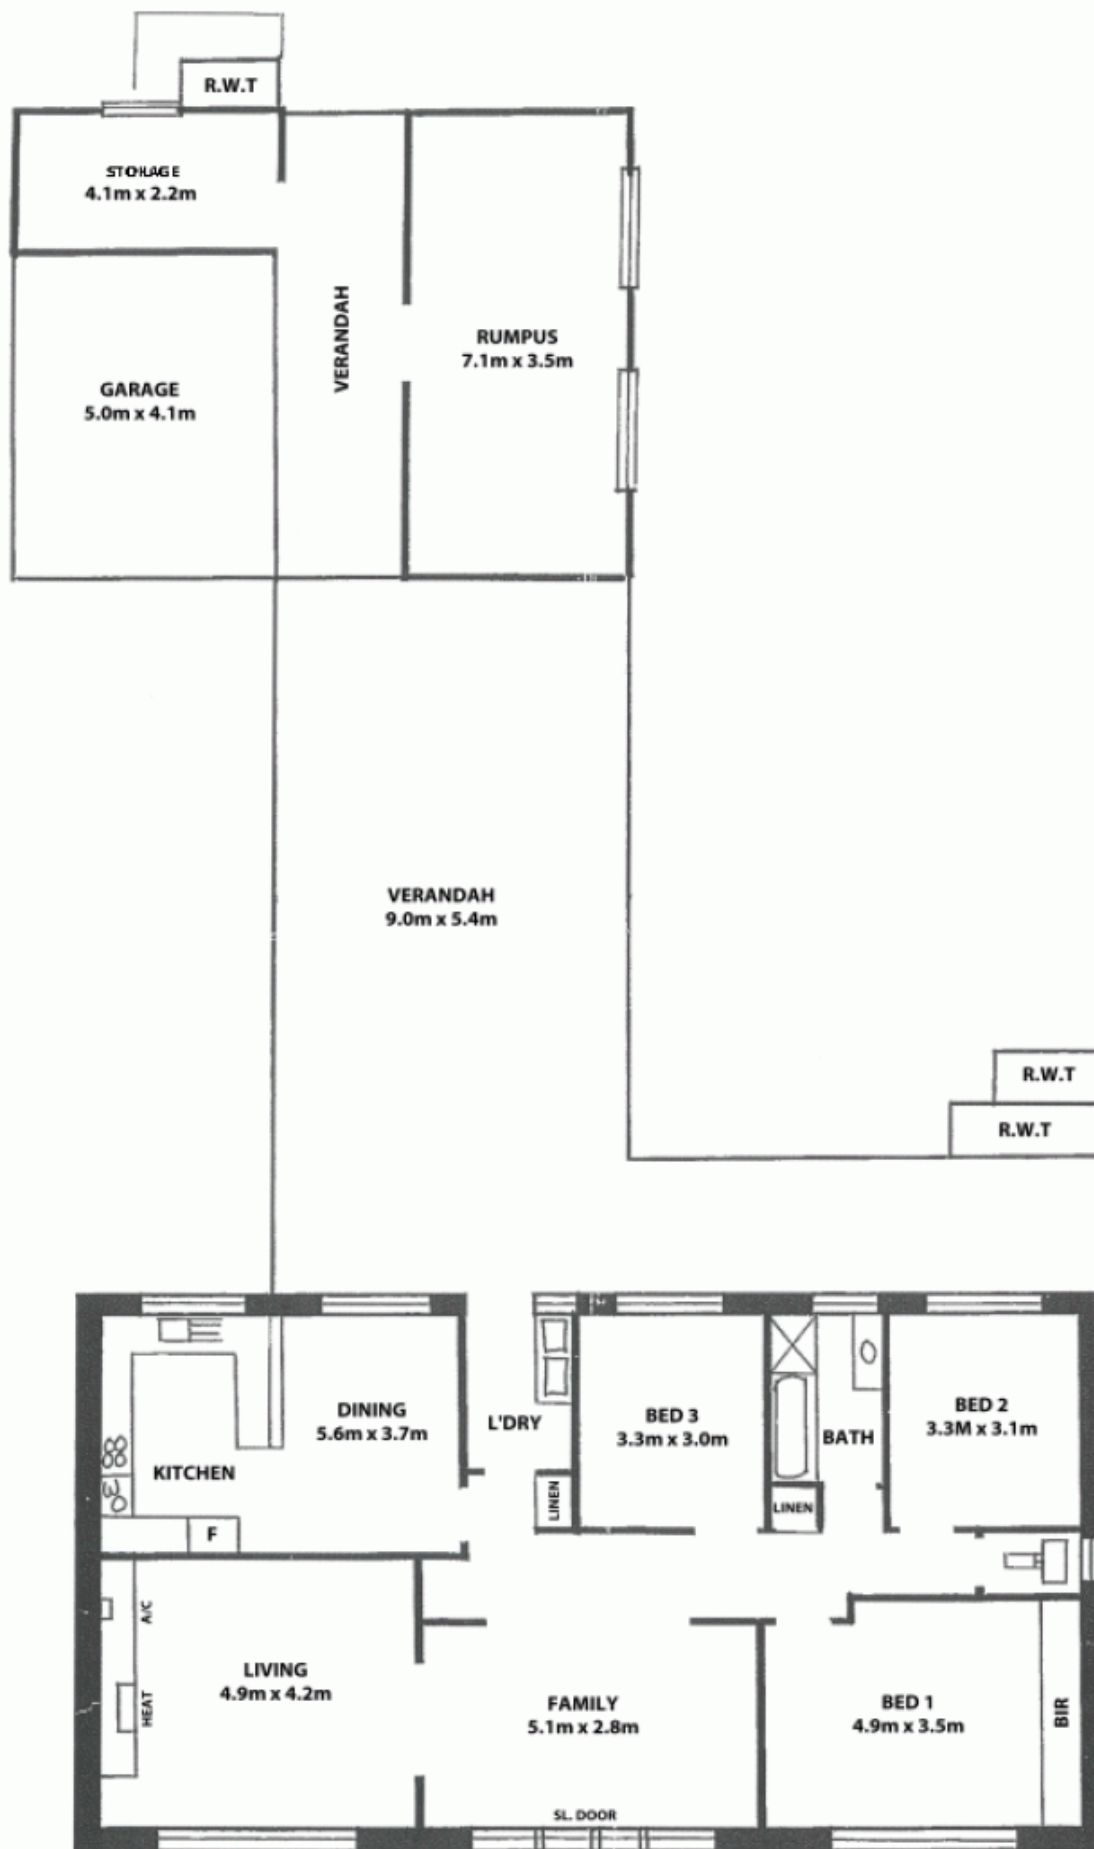 R.W.T
STORAGE
4.1m x 2.2m
VERANDAH
RUMPUS
7.1m x 3.5m
GARAGE
5.0m x 4.1m
VERANDAH
9.0m x 5.4m
R.W.T
R.W.T
DINING
5.6m x 3.7m
L'DRY
BED 3
3.3m x 3.0m
BATH
BED 2
3.3M x 3.1m
KITCHEN
LINEN
LINEN
F
A/C
HEAT
LIVING
4.9m x 4.2m
FAMILY
5.1m x 2.8m
BED 1
4.9m x 3.5m
BIR
SL. DOOR